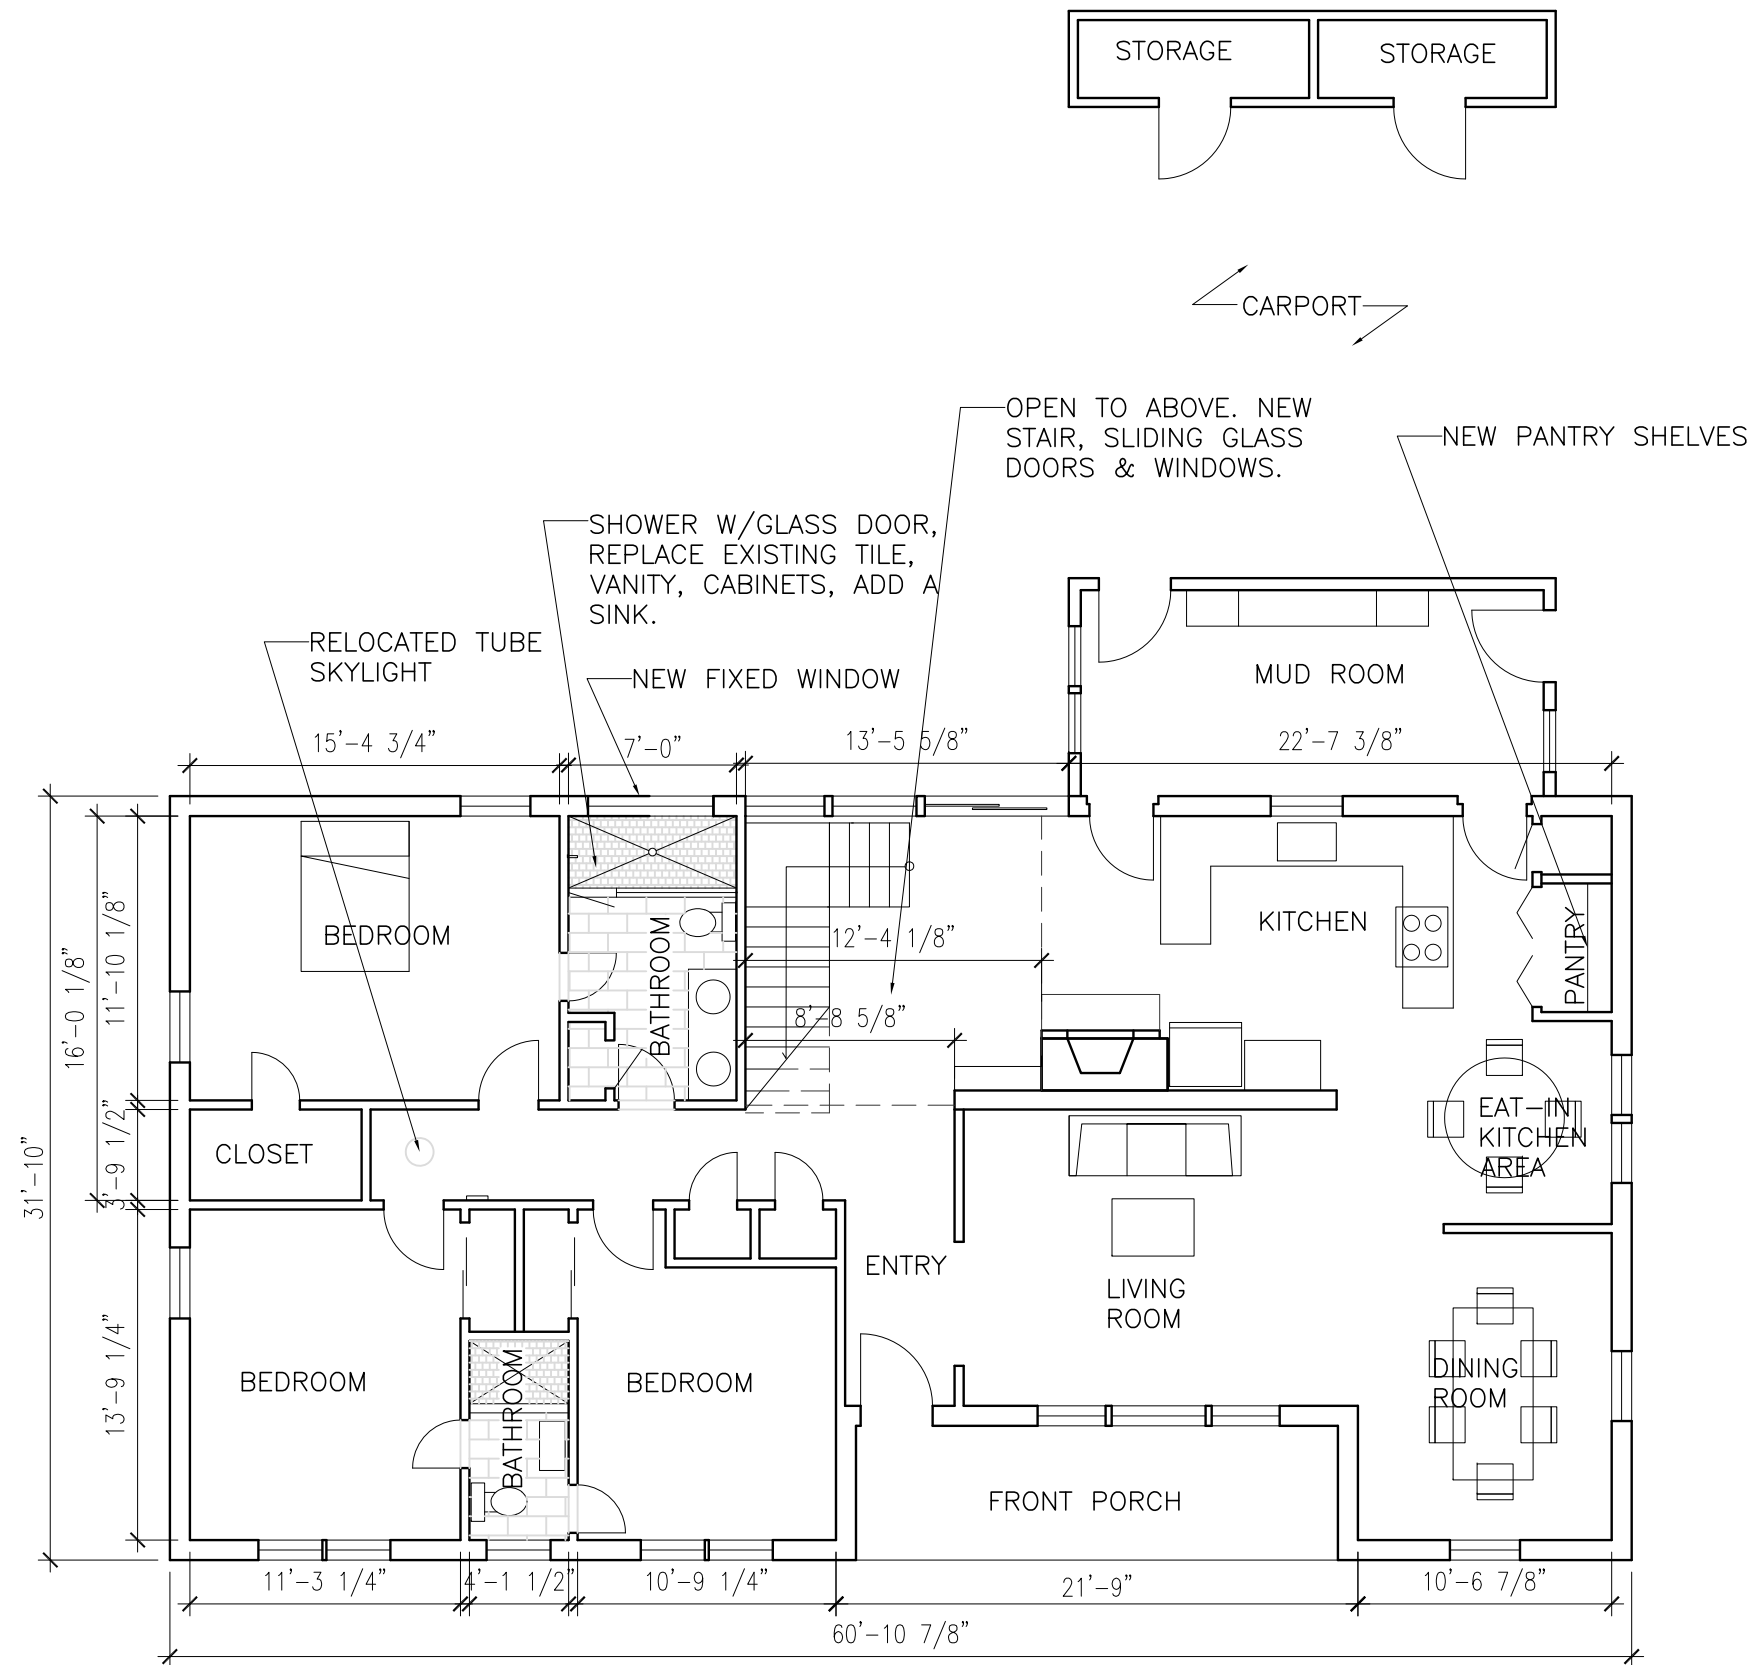 STORAGE
STORAGE
CARPORT
OPEN TO ABOVE. NEW
STAIR, SLIDING GLASS
DOORS & WINDOWS.
NEW PANTRY SHELVES
SHOWER W/GLASS DOOR,
REPLACE EXISTING TILE,
VANITY, CABINETS, ADD A
SINK.
RELOCATED TUBE
SKYLIGHT
NEW FIXED WINDOW
MUD ROOM
15'-4 3/4"
7'-0"
13'-5 5/8"
22'-7 3/8"
BEDROOM
BATHROOM
12'-4 1/8"
8'-8 5/8"
KITCHEN
PANTRY
11'-10 1/8"
16'-0 1/8"
3'-9 1/2"
31'-10"
13'-9 1/4"
CLOSET
EAT-IN
KITCHEN
AREA
ENTRY
LIVING
ROOM
BEDROOM
BATHROOM
BEDROOM
DINING
ROOM
FRONT PORCH
11'-3 1/4"
4'-1 1/2"
10'-9 1/4"
21'-9"
10'-6 7/8"
60'-10 7/8"